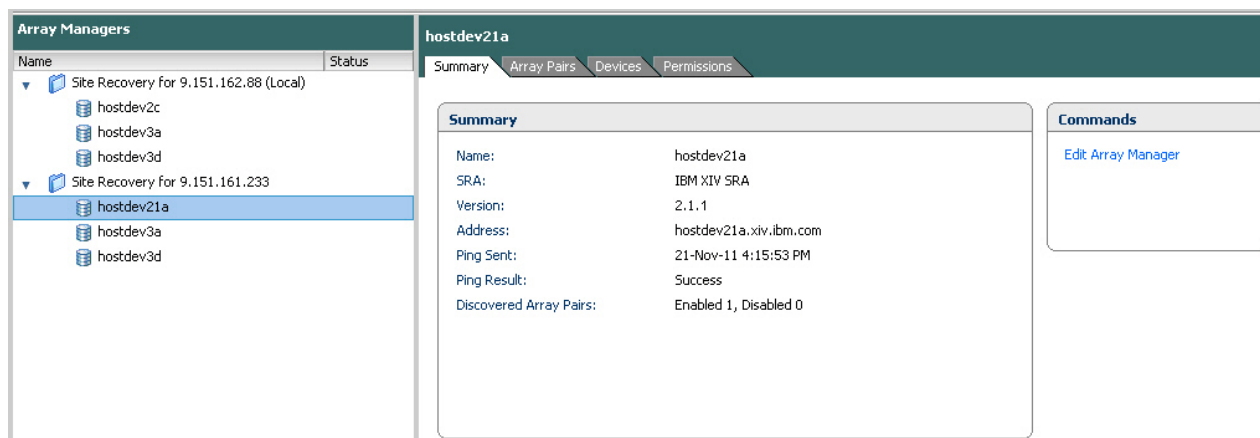 Array Managers
Name Status
Site Recovery for 9.151.162.88 (Local)
hostdev2c
hostdev3a
hostdev3d
Site Recovery for 9.151.161.233
hostdev21a
hostdev3a
hostdev3d
hostdev21a
Summary Array Pairs Devices Permissions
Summary
Name: hostdev21a
SRA: IBM XIV SRA
Version: 2.1.1
Address: hostdev21a.xiv.ibm.com
Ping Sent: 21-Nov-11 4:15:53 PM
Ping Result: Success
Discovered Array Pairs: Enabled 1, Disabled 0
Commands
Edit Array Manager